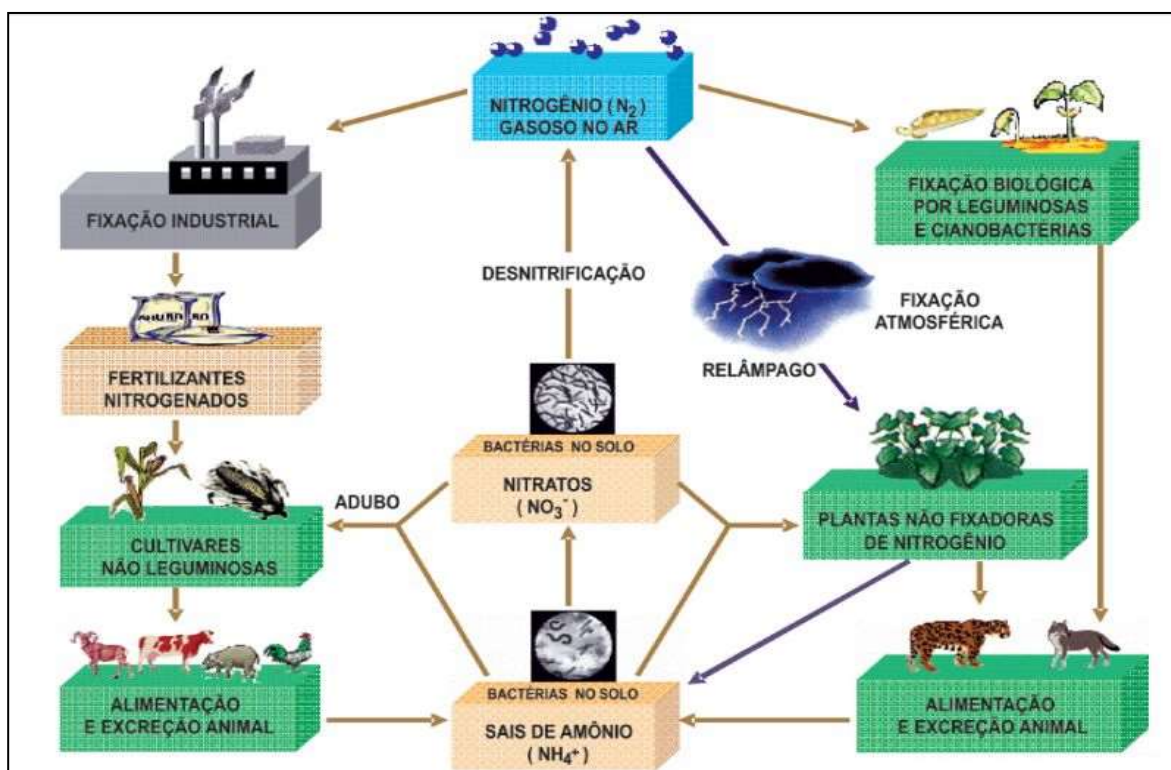 NITROGÊNIO ( N2 )
GASOSO NO AR
FIXAÇÃO INDUSTRIAL
FIXAÇÃO BIOLÓGICA
POR LEGUMINOSAS
E CIANOBACTÉRIAS
DESNITRIFICAÇÃO
FIXAÇÃO
ATMOSFÉRICA
RELÂMPAGO
FERTILIZANTES
NITROGENADOS
BACTÉRIAS NO SOLO
NITRATOS
( NO3- )
ADUBO
PLANTAS NÃO FIXADORAS
DE NITROGÊNIO
CULTIVARES
NÃO LEGUMINOSAS
BACTÉRIAS NO SOLO
SAIS DE AMÔNIO
( NH4+ )
ALIMENTAÇÃO
E EXCREÇÃO ANIMAL
ALIMENTAÇÃO
E EXCREÇÃO ANIMAL